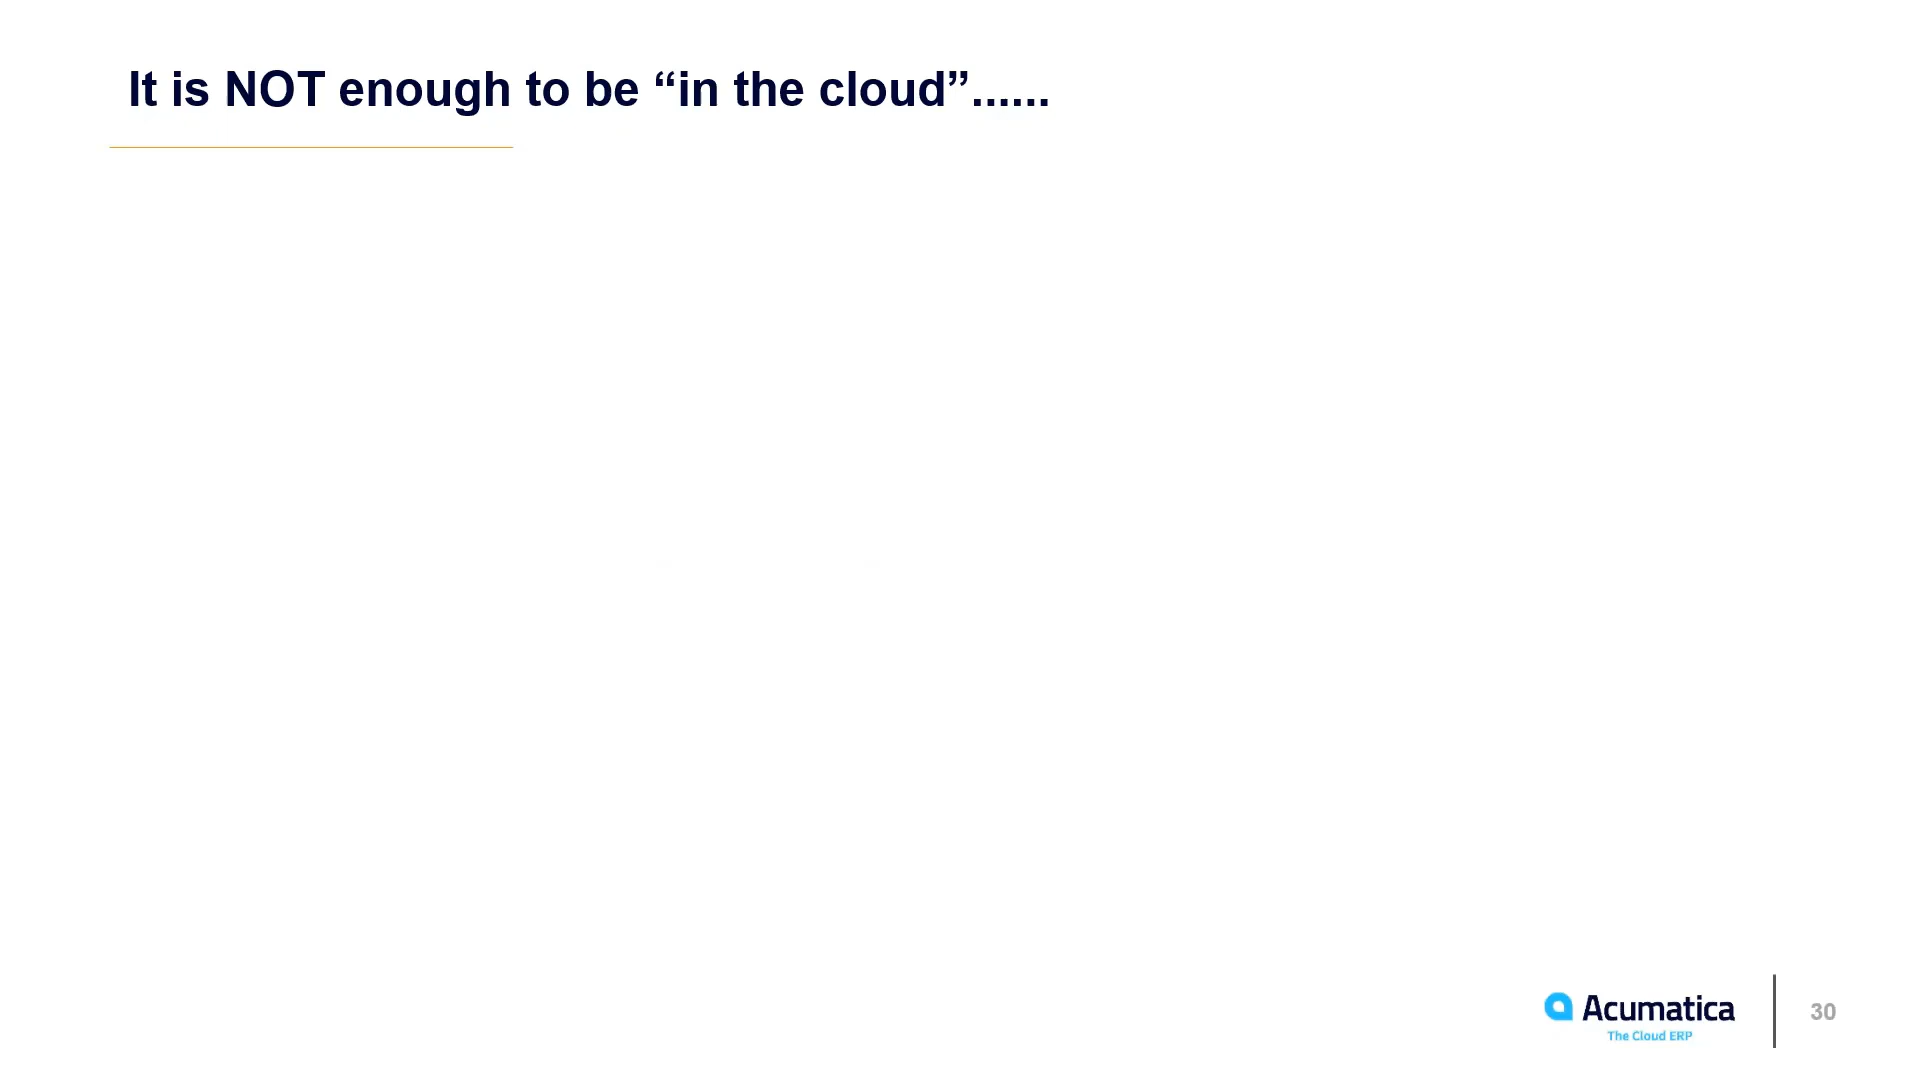 It is NOT enough to be “in the cloud”......
Acumatica
The Cloud ERP
30